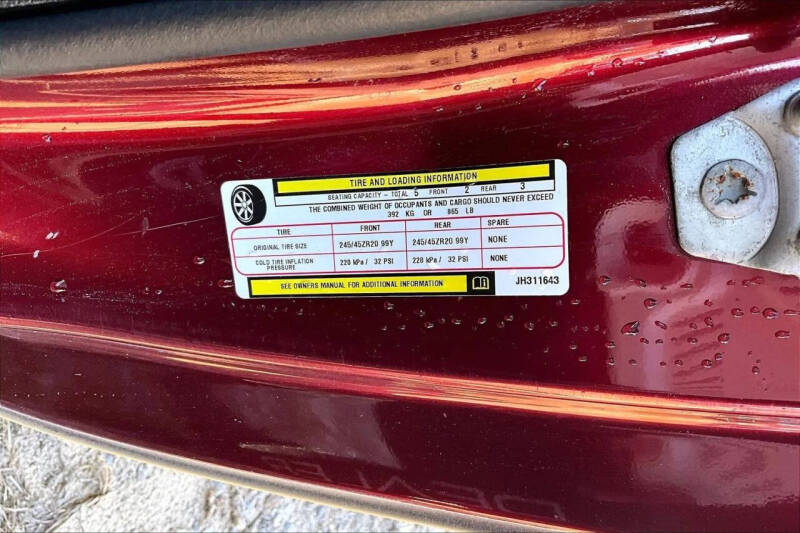 TIRE AND LOADING INFORMATION
SEATING CAPACITY - TOTAL 5 FRONT 2 REAR 3
THE COMBINED WEIGHT OF OCCUPANTS AND CARGO SHOULD NEVER EXCEED
392 KG OR 865 LB
TIRE FRONT REAR SPARE
ORIGINAL TIRE SIZE 245/45ZR20 99Y 245/45ZR20 99Y NONE
COLD TIRE INFLATION PRESSURE 220 kPa / 32 PSI 220 kPa / 32 PSI NONE
SEE OWNERS MANUAL FOR ADDITIONAL INFORMATION
JH311643